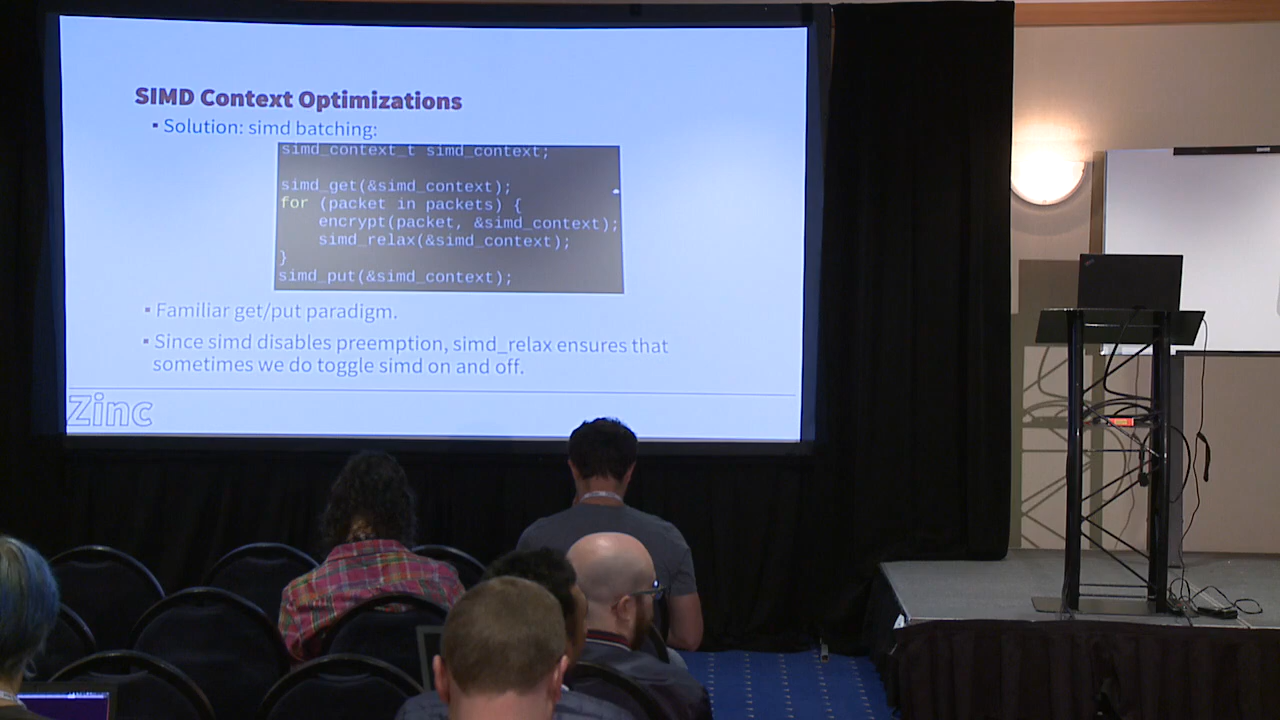 SIMD Context Optimizations
▪ Solution: simd batching:
simd_context_t simd_context;
simd_get(&simd_context);
for (packet in packets) {
encrypt(packet, &simd_context);
simd_relax(&simd_context);
}
simd_put(&simd_context);
▪ Familiar get/put paradigm.
▪ Since simd disables preemption, simd_relax ensures that
sometimes we do toggle simd on and off.
Zinc